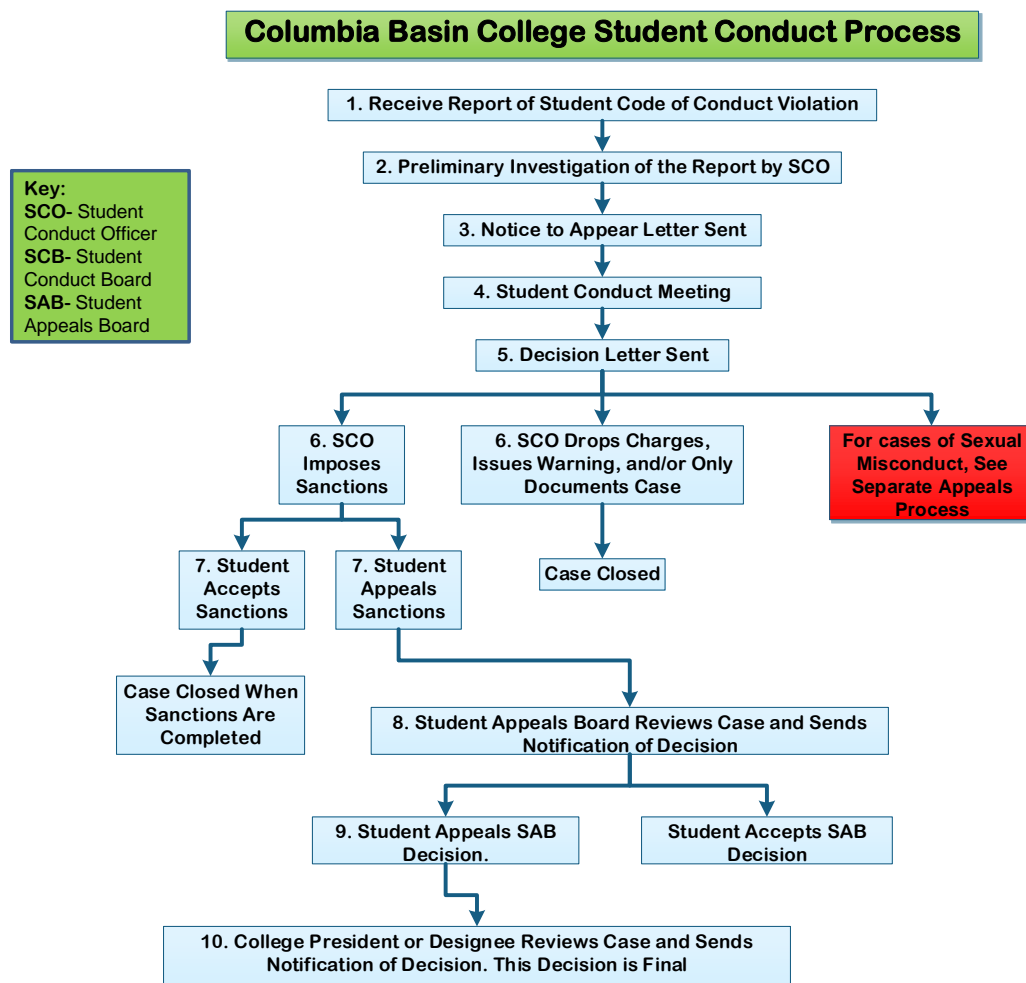 Columbia Basin College Student Conduct Process
1. Receive Report of Student Code of Conduct Violation
2. Preliminary Investigation of the Report by SCO
Key:
SCO- Student
Conduct Officer
SCB- Student
Conduct Board
SAB- Student
Appeals Board
3. Notice to Appear Letter Sent
4. Student Conduct Meeting
5. Decision Letter Sent
6. SCO
Imposes
Sanctions
6. SCO Drops Charges,
Issues Warning, and/or Only
Documents Case
For cases of Sexual
Misconduct, See
Separate Appeals
Process
7. Student
Accepts
Sanctions
7. Student
Appeals
Sanctions
Case Closed
Case Closed When
Sanctions Are
Completed
8. Student Appeals Board Reviews Case and Sends
Notification of Decision
9. Student Appeals SAB
Decision.
Student Accepts SAB
Decision
10. College President or Designee Reviews Case and Sends
Notification of Decision. This Decision is Final